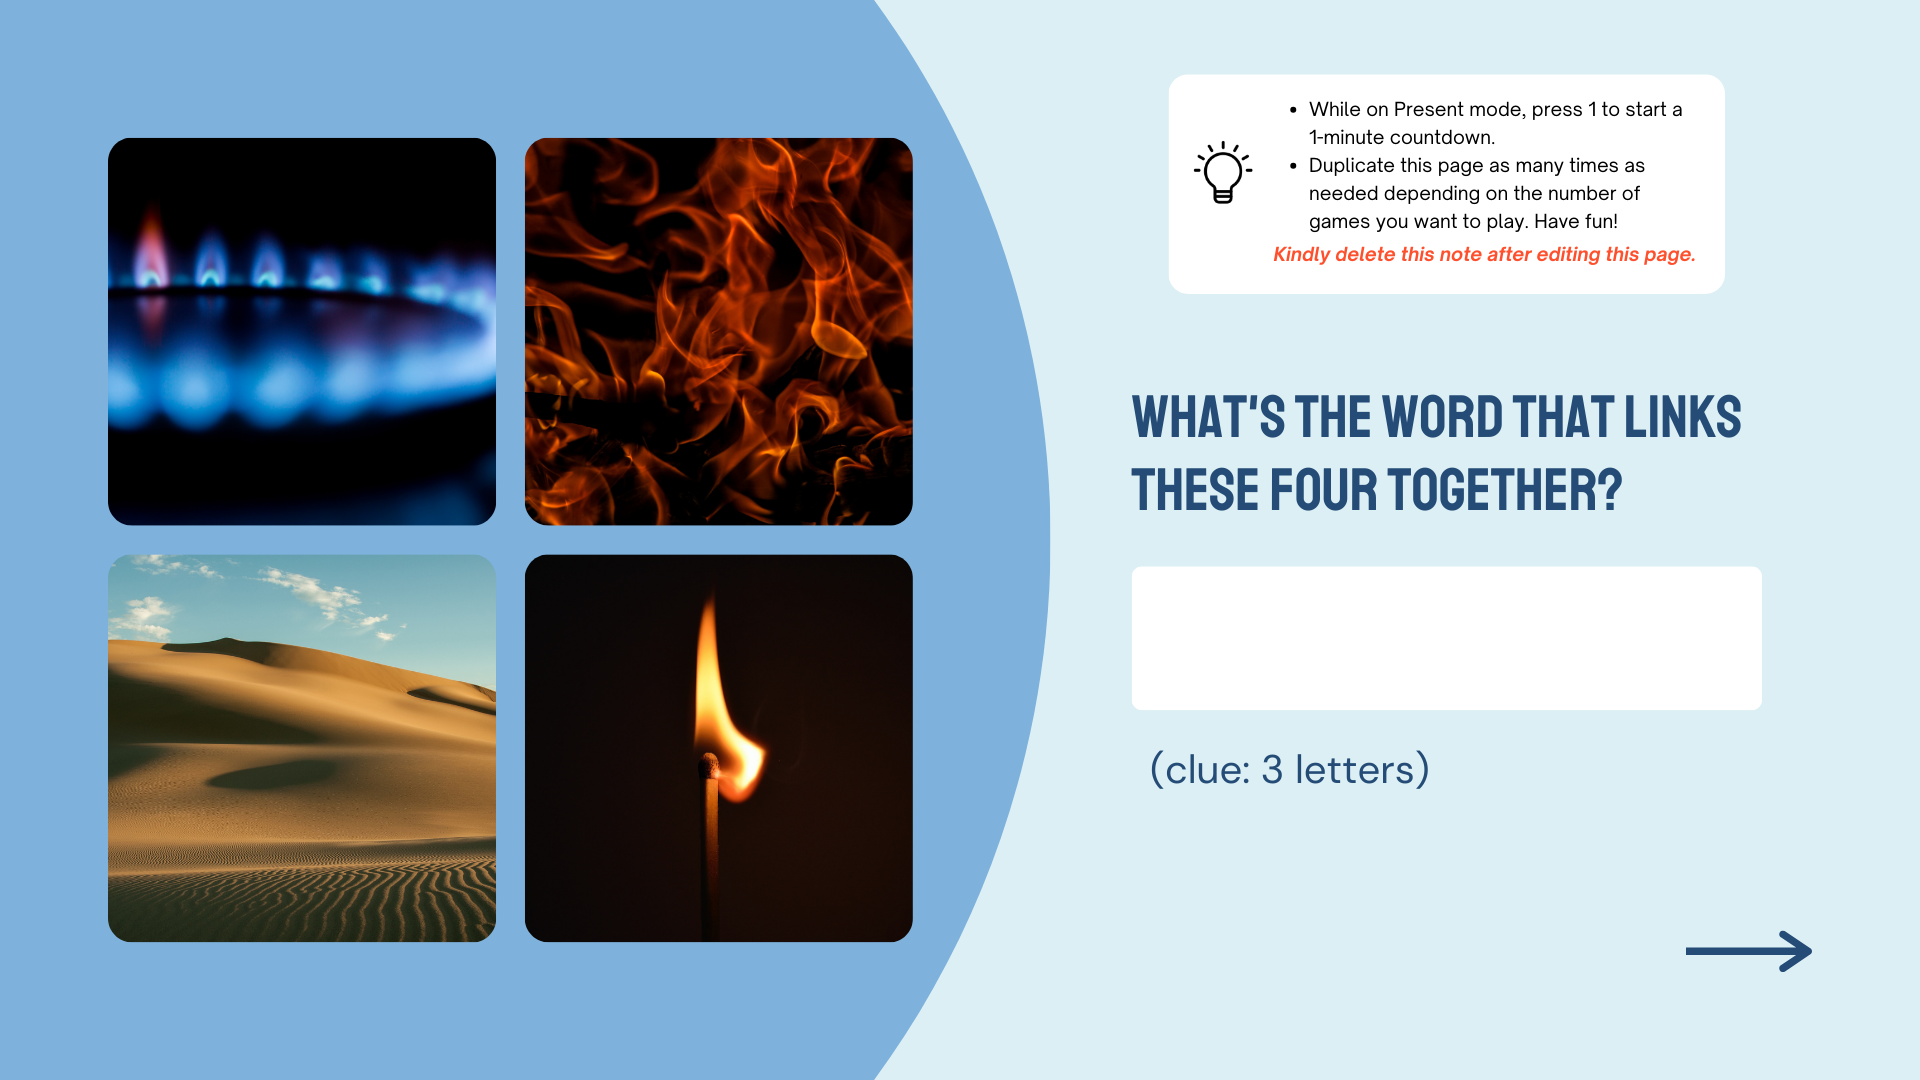 • While on Present mode, press 1 to start a
1-minute countdown.
• Duplicate this page as many times as
needed depending on the number of
games you want to play. Have fun!
Kindly delete this note after editing this page.
WHAT'S THE WORD THAT LINKS
THESE FOUR TOGETHER?
(clue: 3 letters)